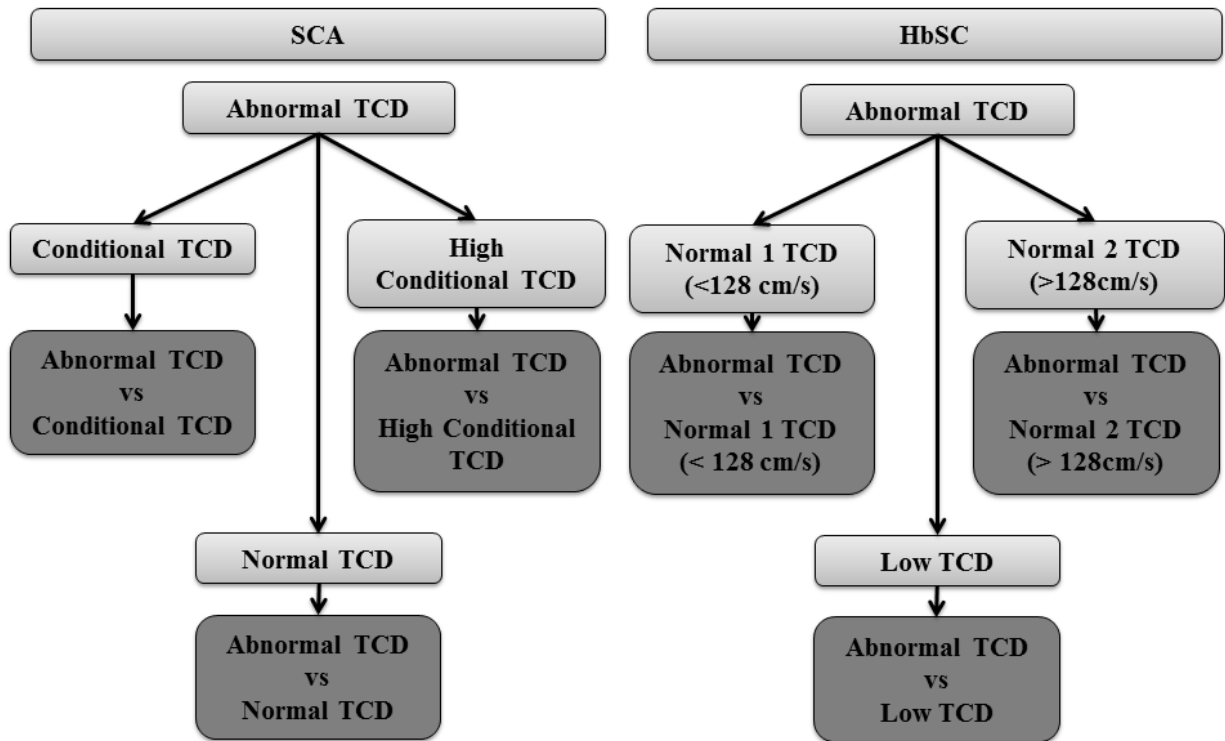 SCA
Abnormal TCD
Conditional TCD
High
Conditional TCD
Abnormal TCD
vs
Conditional TCD
Abnormal TCD
vs
High Conditional
TCD
Normal TCD
Abnormal TCD
vs
Normal TCD
HbSC
Abnormal TCD
Normal 1 TCD
(<128 cm/s)
Normal 2 TCD
(>128cm/s)
Abnormal TCD
vs
Normal 1 TCD
(< 128 cm/s)
Abnormal TCD
vs
Normal 2 TCD
(> 128cm/s)
Low TCD
Abnormal TCD
vs
Low TCD